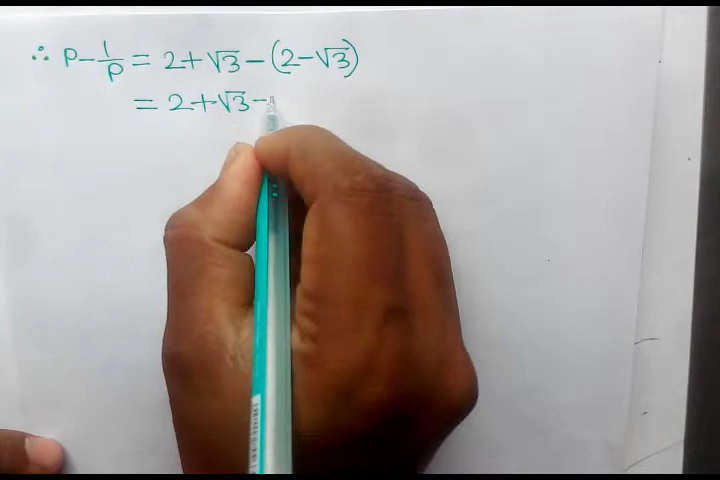 ∴ P - 1/P = 2 + √3 - (2 - √3)
= 2 + √3 -